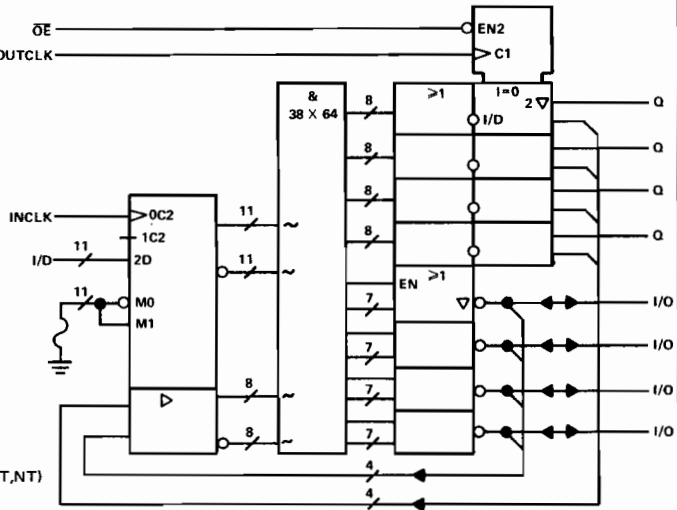 OE
OUTCLK
EN2
C1
&
38 X 64
8
≥1
I=0
2 ▽
Q
I/D
8
Q
8
Q
8
Q
INCLK
0C2
1C2
I/D
11
2D
11
~
11
~
11
M0
M1
EN
≥1
7
▽
I/O
7
I/O
7
I/O
7
I/O
▷
8
~
8
~
T,NT)
4
4